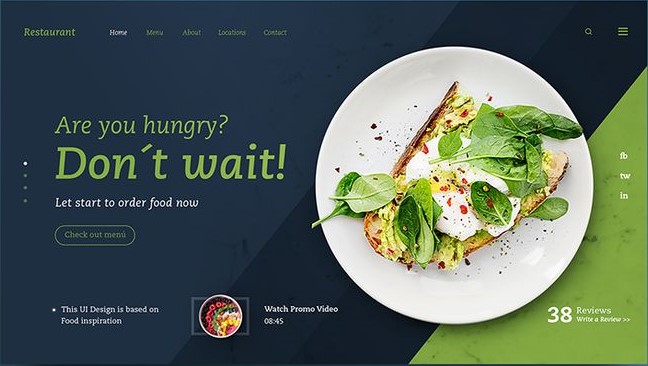 Restaurant
Home Menu About Locations Contact
Are you hungry?
Don´t wait!
Let start to order food now
Check out menú
fb
tw
in
This UI Design is based on
Food inspiration
Watch Promo Video
08:45
38 Reviews
Write a Review >>